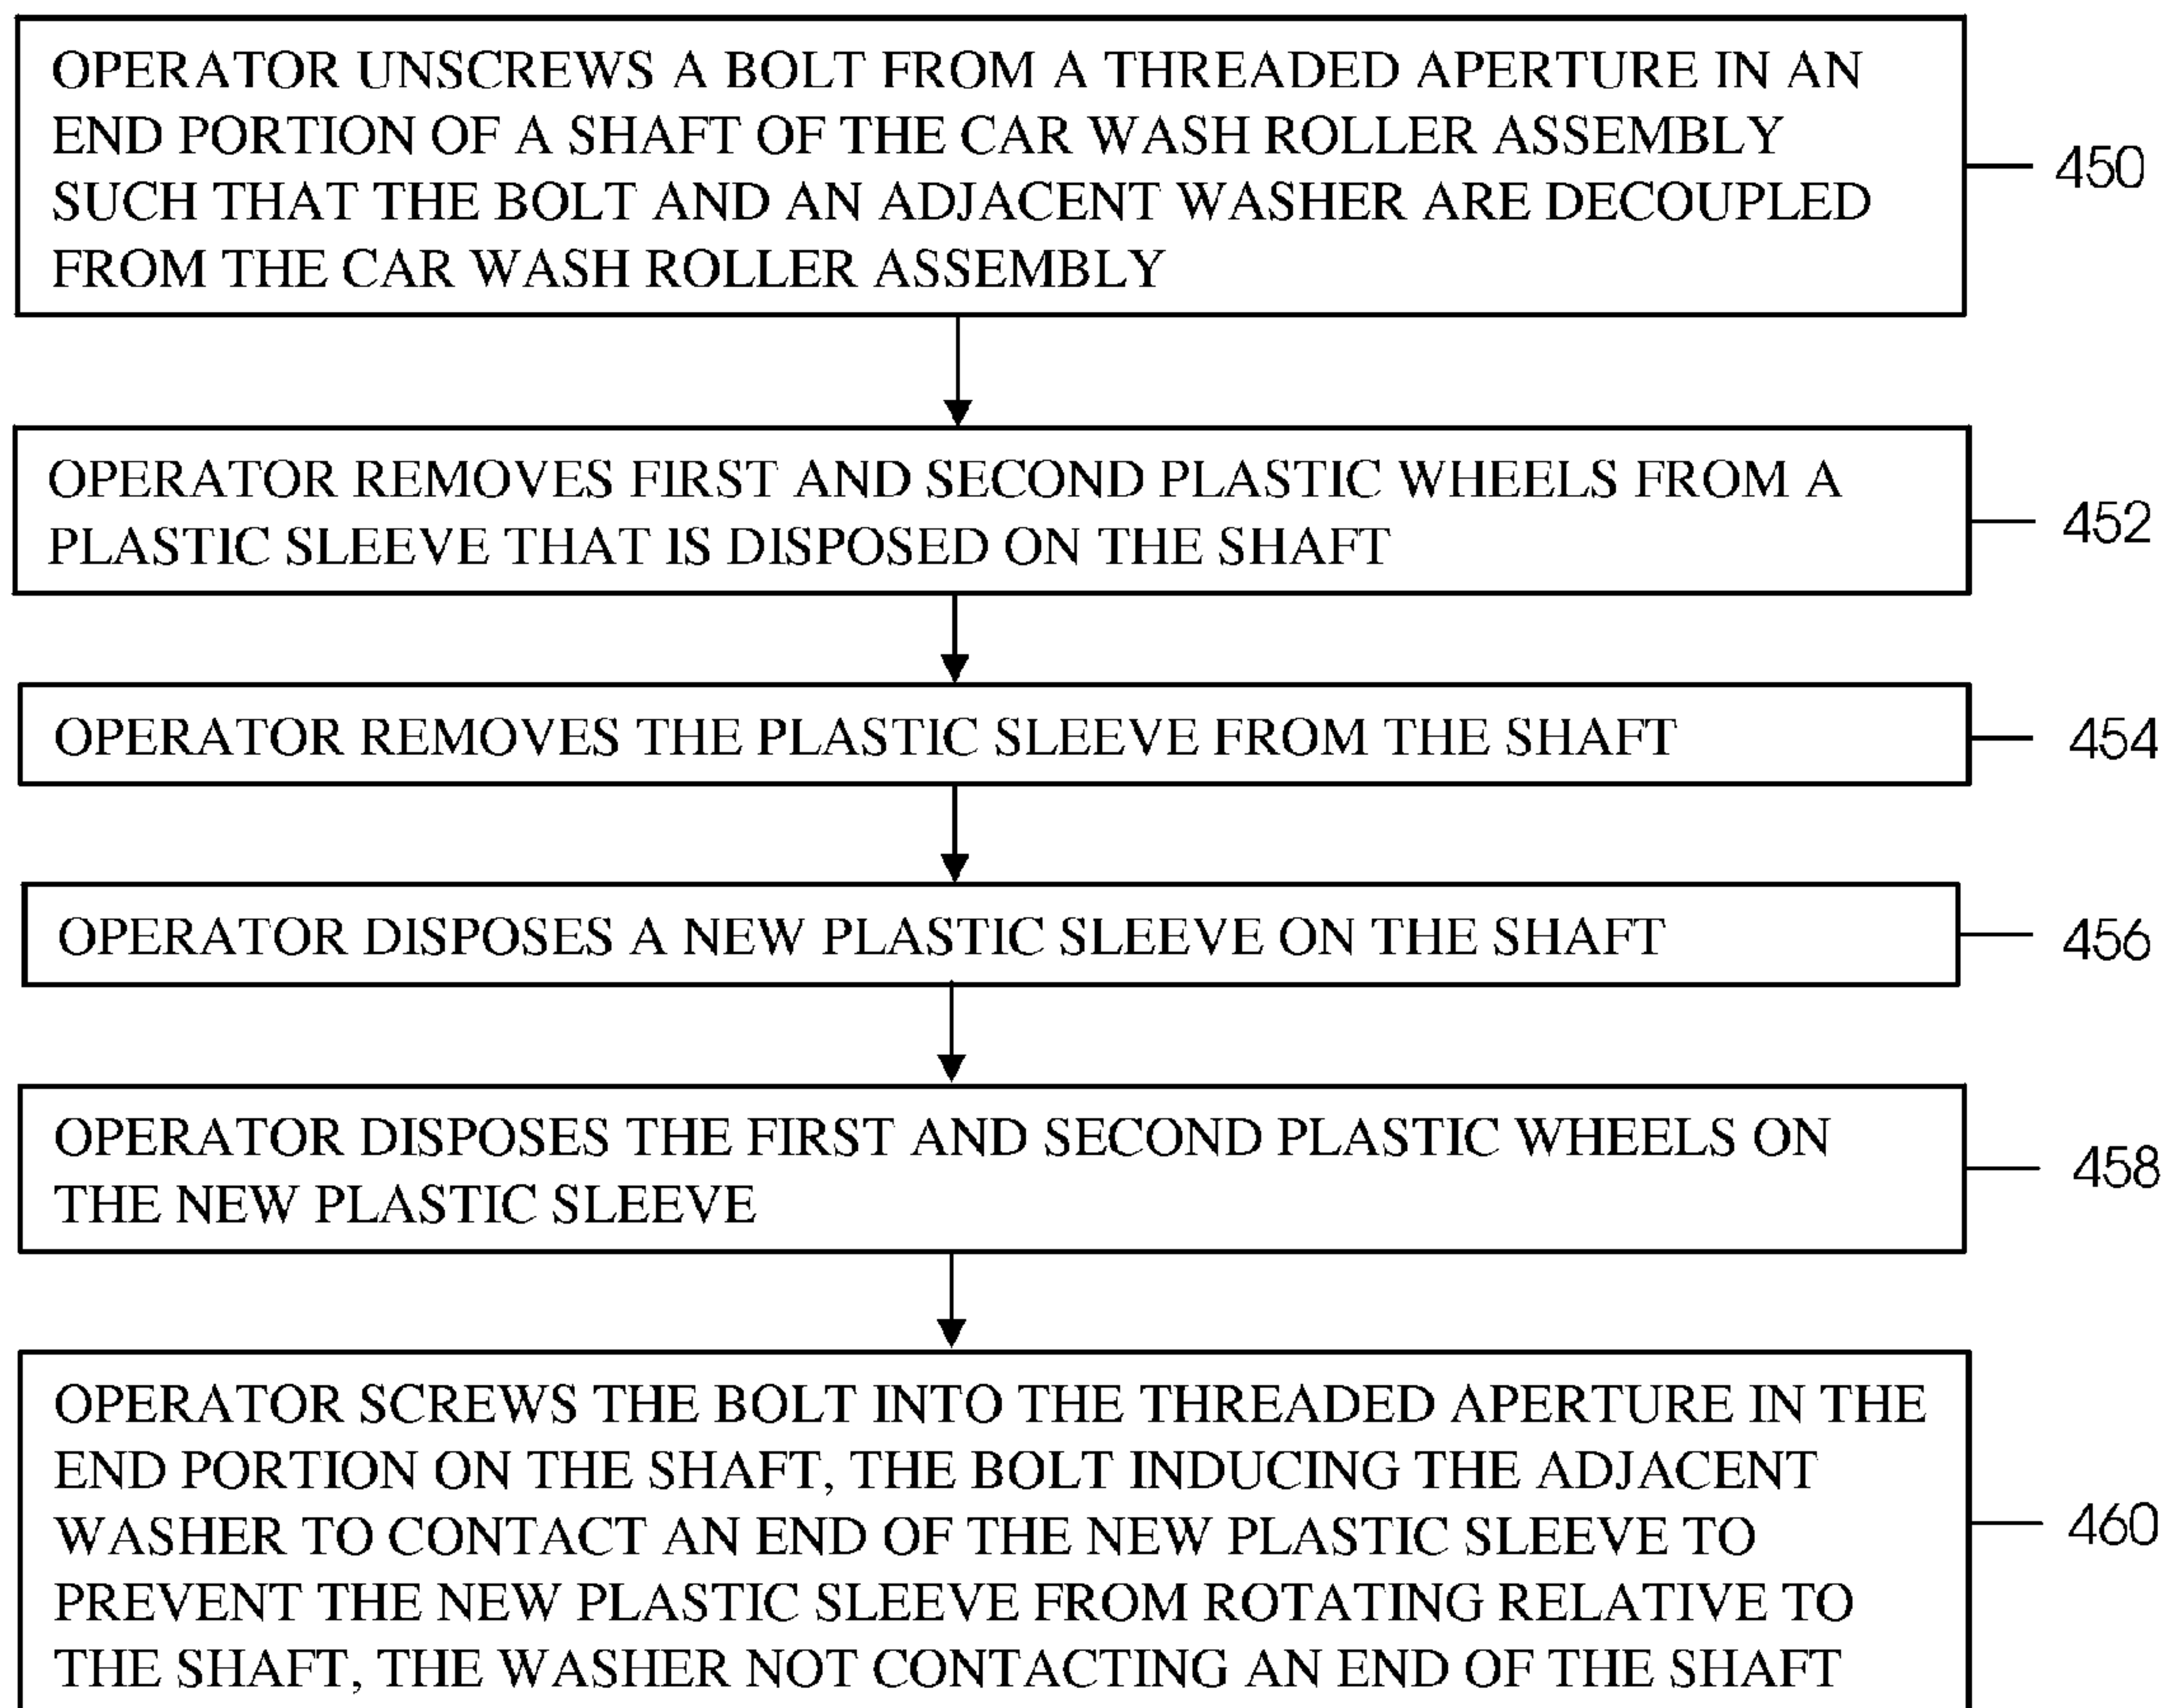 OPERATOR UNSCREWS A BOLT FROM A THREADED APERTURE IN AN
END PORTION OF A SHAFT OF THE CAR WASH ROLLER ASSEMBLY
SUCH THAT THE BOLT AND AN ADJACENT WASHER ARE DECOUPLED
FROM THE CAR WASH ROLLER ASSEMBLY
450
OPERATOR REMOVES FIRST AND SECOND PLASTIC WHEELS FROM A
PLASTIC SLEEVE THAT IS DISPOSED ON THE SHAFT
452
OPERATOR REMOVES THE PLASTIC SLEEVE FROM THE SHAFT
454
OPERATOR DISPOSES A NEW PLASTIC SLEEVE ON THE SHAFT
456
OPERATOR DISPOSES THE FIRST AND SECOND PLASTIC WHEELS ON
THE NEW PLASTIC SLEEVE
458
OPERATOR SCREWS THE BOLT INTO THE THREADED APERTURE IN THE
END PORTION ON THE SHAFT, THE BOLT INDUCING THE ADJACENT
WASHER TO CONTACT AN END OF THE NEW PLASTIC SLEEVE TO
PREVENT THE NEW PLASTIC SLEEVE FROM ROTATING RELATIVE TO
THE SHAFT, THE WASHER NOT CONTACTING AN END OF THE SHAFT
460